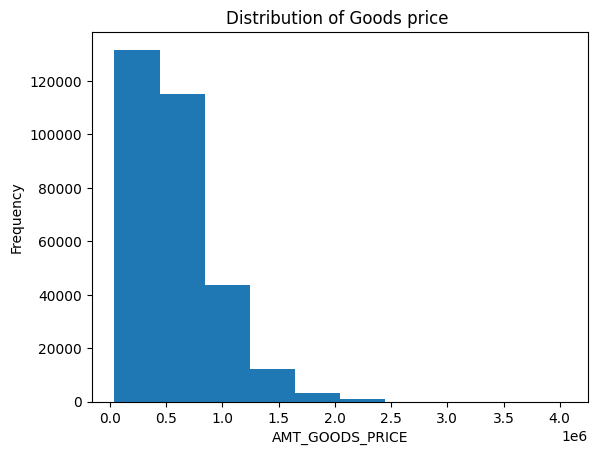 Distribution of Goods price
120000
100000
80000
60000
40000
20000
0
Frequency
0.0 0.5 1.0 1.5 2.0 2.5 3.0 3.5 4.0
1e6
AMT_GOODS_PRICE